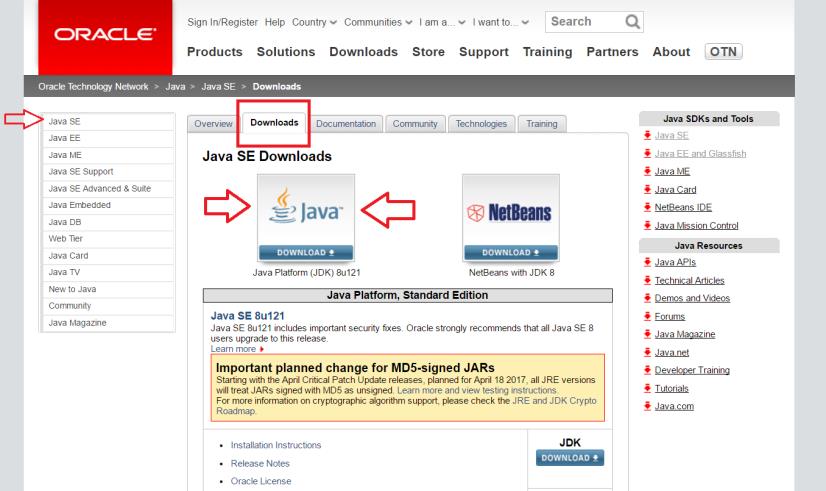 ORACLE
Sign In/Register Help Country Communities I am a... I want to... Search
Products Solutions Downloads Store Support Training Partners About OTN
Oracle Technology Network > Java > Java SE > Downloads
Java SE
Java EE
Java ME
Java SE Support
Java SE Advanced & Suite
Java Embedded
Java DB
Web Tier
Java Card
Java TV
New to Java
Community
Java Magazine
Overview Downloads Documentation Community Technologies Training
Java SE Downloads
Java
DOWNLOAD
Java Platform (JDK) 8u121
NetBeans
DOWNLOAD
NetBeans with JDK 8
Java Platform, Standard Edition
Java SE 8u121
Java SE 8u121 includes important security fixes. Oracle strongly recommends that all Java SE 8
users upgrade to this release.
Learn more
Important planned change for MD5-signed JARs
Starting with the April Critical Patch Update releases, planned for April 18 2017, all JRE versions
will treat JARs signed with MD5 as unsigned. Learn more and view testing instructions.
For more information on cryptographic algorithm support, please check the JRE and JDK Crypto
Roadmap.
Installation Instructions
Release Notes
Oracle License
JDK
DOWNLOAD
Java SDKs and Tools
Java SE
Java EE and Glassfish
Java ME
Java Card
NetBeans IDE
Java Mission Control
Java Resources
Java APIs
Technical Articles
Demos and Videos
Forums
Java Magazine
Java.net
Developer Training
Tutorials
Java.com